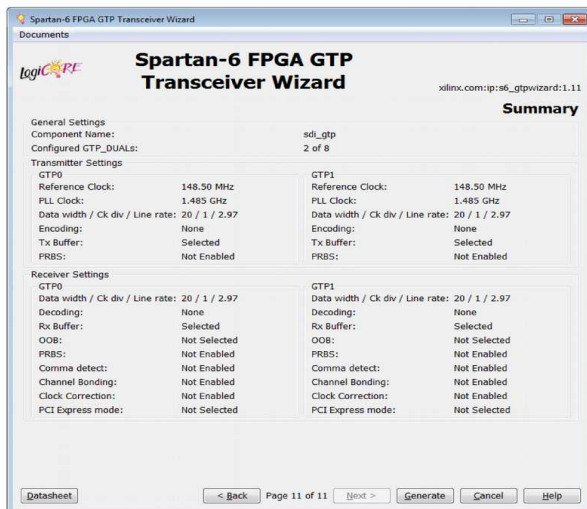 Spartan-6 FPGA GTP Transceiver Wizard
Documents
LogiCORE
Spartan-6 FPGA GTP
Transceiver Wizard
xilinx.com:ip:s6_gtpwizard:1.11
Summary
General Settings
Component Name: sdi_gtp
Configured GTP_DUALs: 2 of 8
Transmitter Settings
GTP0 GTP1
Reference Clock: 148.50 MHz Reference Clock: 148.50 MHz
PLL Clock: 1.485 GHz PLL Clock: 1.485 GHz
Data width / Ck div / Line rate: 20 / 1 / 2.97 Data width / Ck div / Line rate: 20 / 1 / 2.97
Encoding: None Encoding: None
Tx Buffer: Selected Tx Buffer: Selected
PRBS: Not Enabled PRBS: Not Enabled
Receiver Settings
GTP0 GTP1
Data width / Ck div / Line rate: 20 / 1 / 2.97 Data width / Ck div / Line rate: 20 / 1 / 2.97
Decoding: None Decoding: None
Rx Buffer: Selected Rx Buffer: Selected
OOB: Not Selected OOB: Not Selected
PRBS: Not Enabled PRBS: Not Enabled
Comma detect: Not Enabled Comma detect: Not Enabled
Channel Bonding: Not Enabled Channel Bonding: Not Enabled
Clock Correction: Not Enabled Clock Correction: Not Enabled
PCI Express mode: Not Selected PCI Express mode: Not Selected
Datasheet < Back Page 11 of 11 Next > Generate Cancel Help